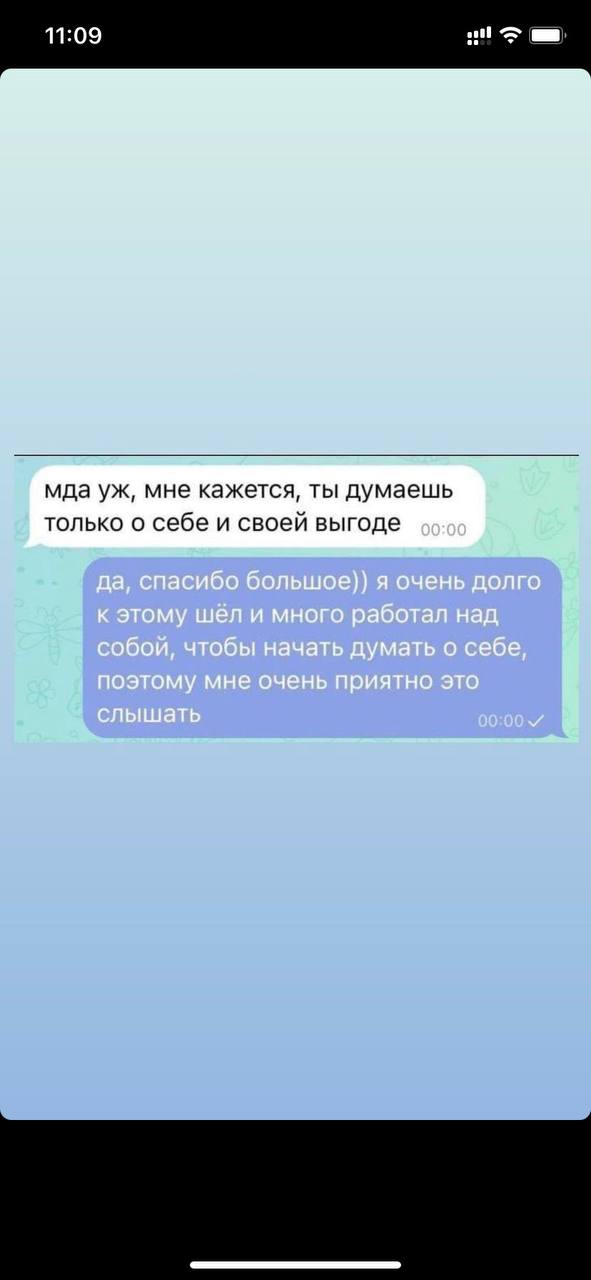 11:09
мда уж, мне кажется, ты думаешь
только о себе и своей выгоде 00:00
да, спасибо большое)) я очень долго
к этому шёл и много работал над
собой, чтобы начать думать о себе,
поэтому мне очень приятно это
слышать 00:00